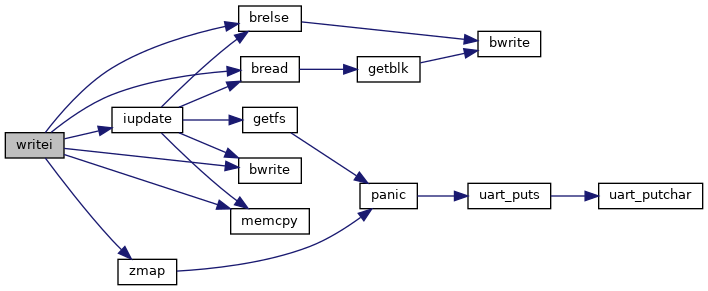 brelse
bwrite
bread
getblk
iupdate
getfs
writei
bwrite
panic
uart_puts
uart_putchar
memcpy
zmap